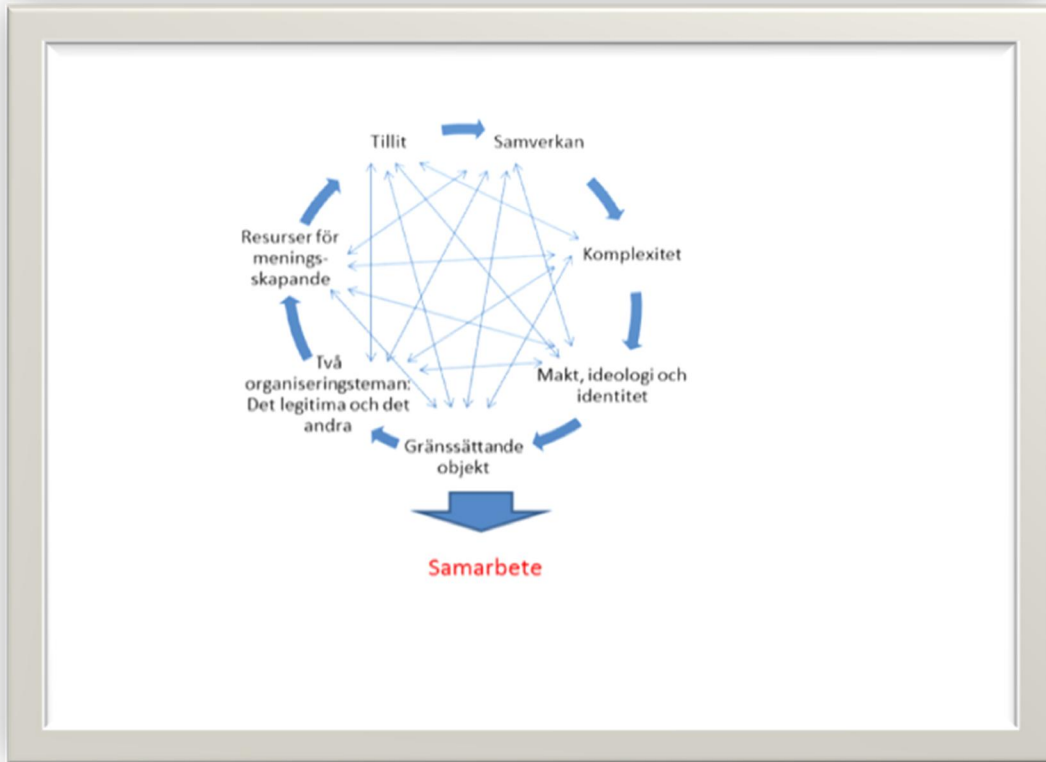 Tillit
Samverkan
Resurser för
menings-
skapande
Komplexitet
Två
organiseringsteman:
Det legitima och det
andra
Makt, ideologi och
identitet
Gränssättande
objekt
Samarbete